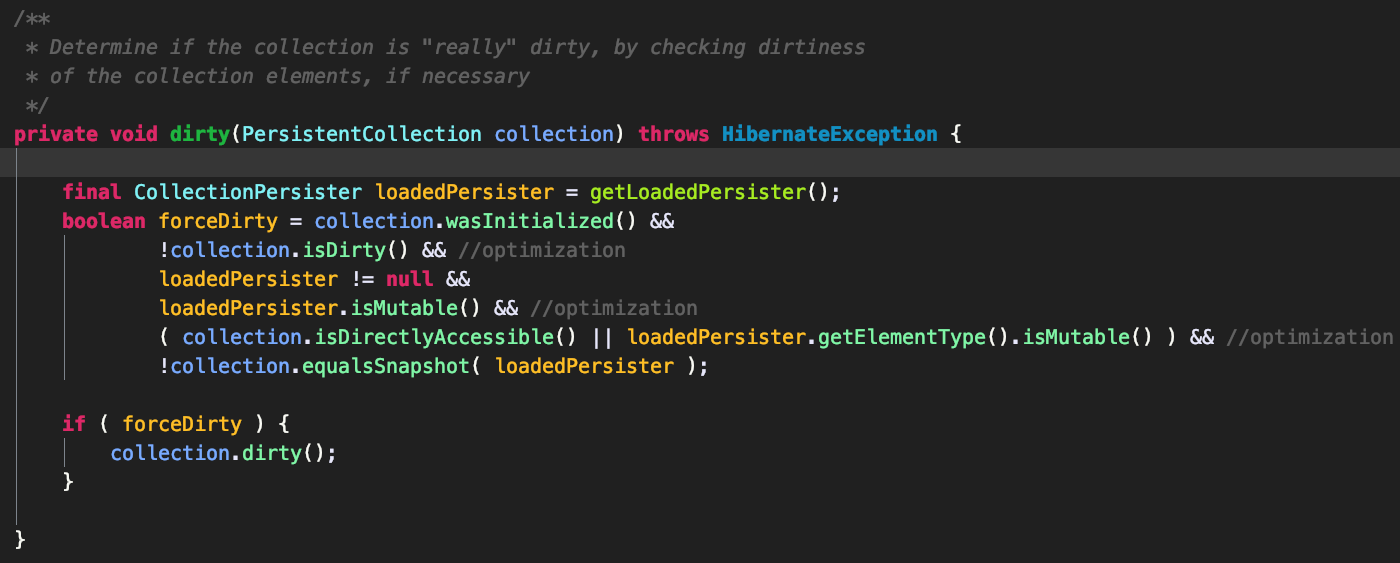 /**
 * Determine if the collection is "really" dirty, by checking dirtiness
 * of the collection elements, if necessary
 */
private void dirty(PersistentCollection collection) throws HibernateException {

    final CollectionPersister loadedPersister = getLoadedPersister();
    boolean forceDirty = collection.wasInitialized() &&
            !collection.isDirty() && //optimization
            loadedPersister != null &&
            loadedPersister.isMutable() && //optimization
            ( collection.isDirectlyAccessible() || loadedPersister.getElementType().isMutable() ) && //optimization
            !collection.equalsSnapshot( loadedPersister );

    if ( forceDirty ) {
        collection.dirty();
    }

}